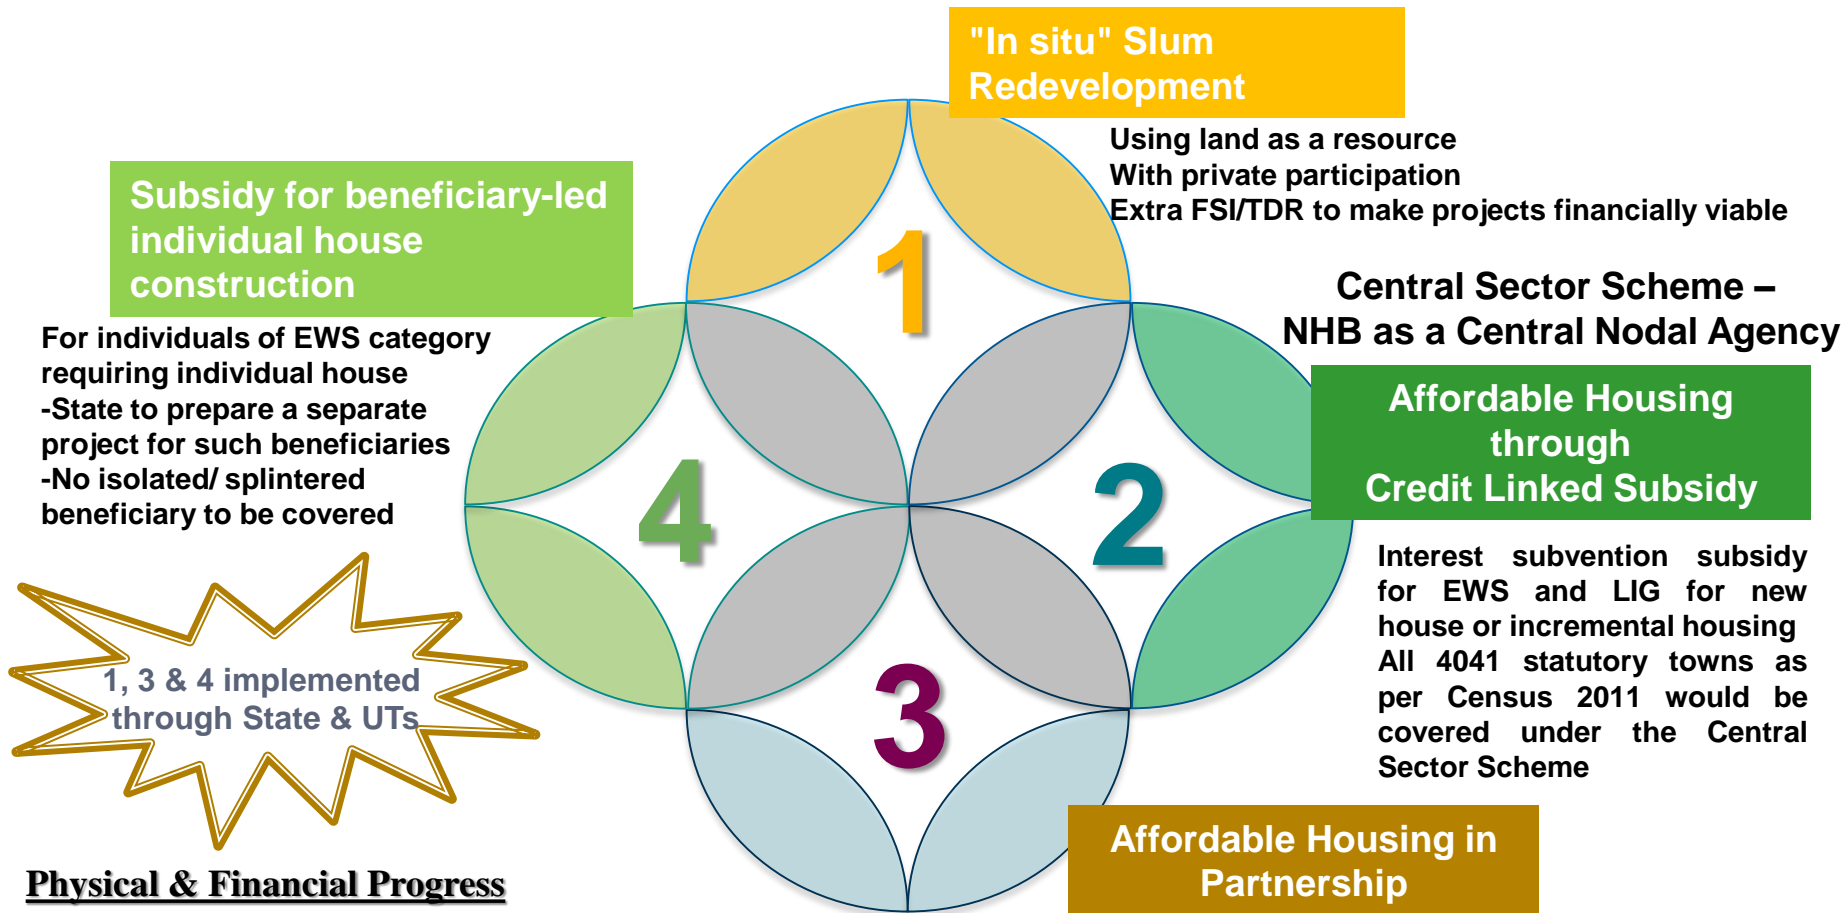 "In situ" Slum
Redevelopment
Using land as a resource
With private participation
Extra FSI/TDR to make projects financially viable
Subsidy for beneficiary-led
individual house
construction
For individuals of EWS category
requiring individual house
-State to prepare a separate
project for such beneficiaries
-No isolated/ splintered
beneficiary to be covered
1
Central Sector Scheme –
NHB as a Central Nodal Agency
Affordable Housing
through
Credit Linked Subsidy
4
2
Interest subvention subsidy
for EWS and LIG for new
house or incremental housing
All 4041 statutory towns as
per Census 2011 would be
covered under the Central
Sector Scheme
1, 3 & 4 implemented
through State & UTs
3
Affordable Housing in
Partnership
Physical & Financial Progress